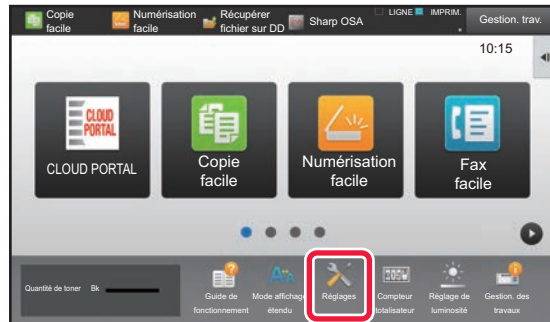 Copie
facile
Numérisation
facile
Récupérer
fichier sur DD
Sharp OSA
LIGNE
IMPRIM.
Gestion. trav.
10:15
CLOUD
PORTAL
CLOUD PORTAL
Copie
facile
Numérisation
facile
Fax
facile
Quantité de toner Bk
Guide de
fonctionnement
Mode affichage
étendu
Réglages
Compteur
totalisateur
Réglage de
luminosité
Gestion. des
travaux